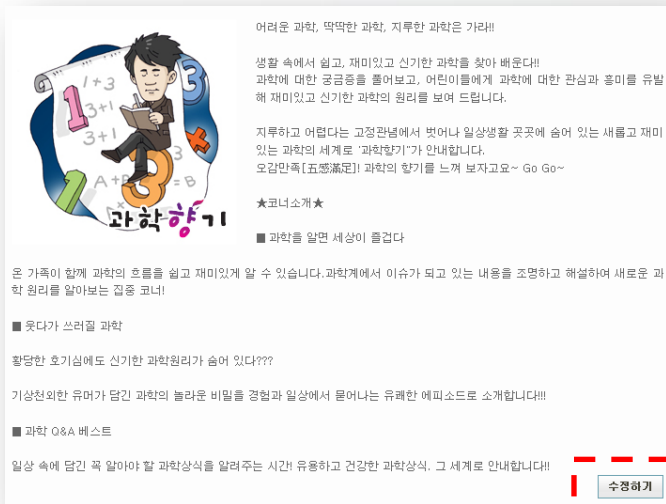 어려운 과학, 딱딱한 과학, 지루한 과학은 가라!!
생활 속에서 쉽고, 재미있고 신기한 과학을 찾아 배운다!!
과학에 대한 궁금증을 풀어보고, 어린이들에게 과학에 대한 관심과 흥미를 유발
해 재미있고 신기한 과학의 원리를 보여 드립니다.
지루하고 어렵다는 고정관념에서 벗어나 일상생활 곳곳에 숨어 있는 새롭고 재미
있는 과학의 세계로 '과학향기"가 안내합니다.
오감만족[五感滿足]! 과학의 향기를 느껴 보자고요~ Go Go~
★코너소개★
■ 과학을 알면 세상이 즐겁다
1+3
3+1
3+1
1
3
3
A+B=B
1
3
과학향기
온 가족이 함께 과학의 흐름을 쉽고 재미있게 알 수 있습니다.과학계에서 이슈가 되고 있는 내용을 조명하고 해설하여 새로운 과
학 원리를 알아보는 집중 코너!
■ 웃다가 쓰러질 과학
황당한 호기심에도 신기한 과학원리가 숨어 있다???
기상천외한 유머가 담긴 과학의 놀라운 비밀을 경험과 일상에서 묻어나는 유쾌한 에피소드로 소개합니다!!!
■ 과학 Q&A 베스트
일상 속에 담긴 꼭 알아야 할 과학상식을 알려주는 시간! 유용하고 건강한 과학상식. 그 세계로 안내합니다!!
수정하기